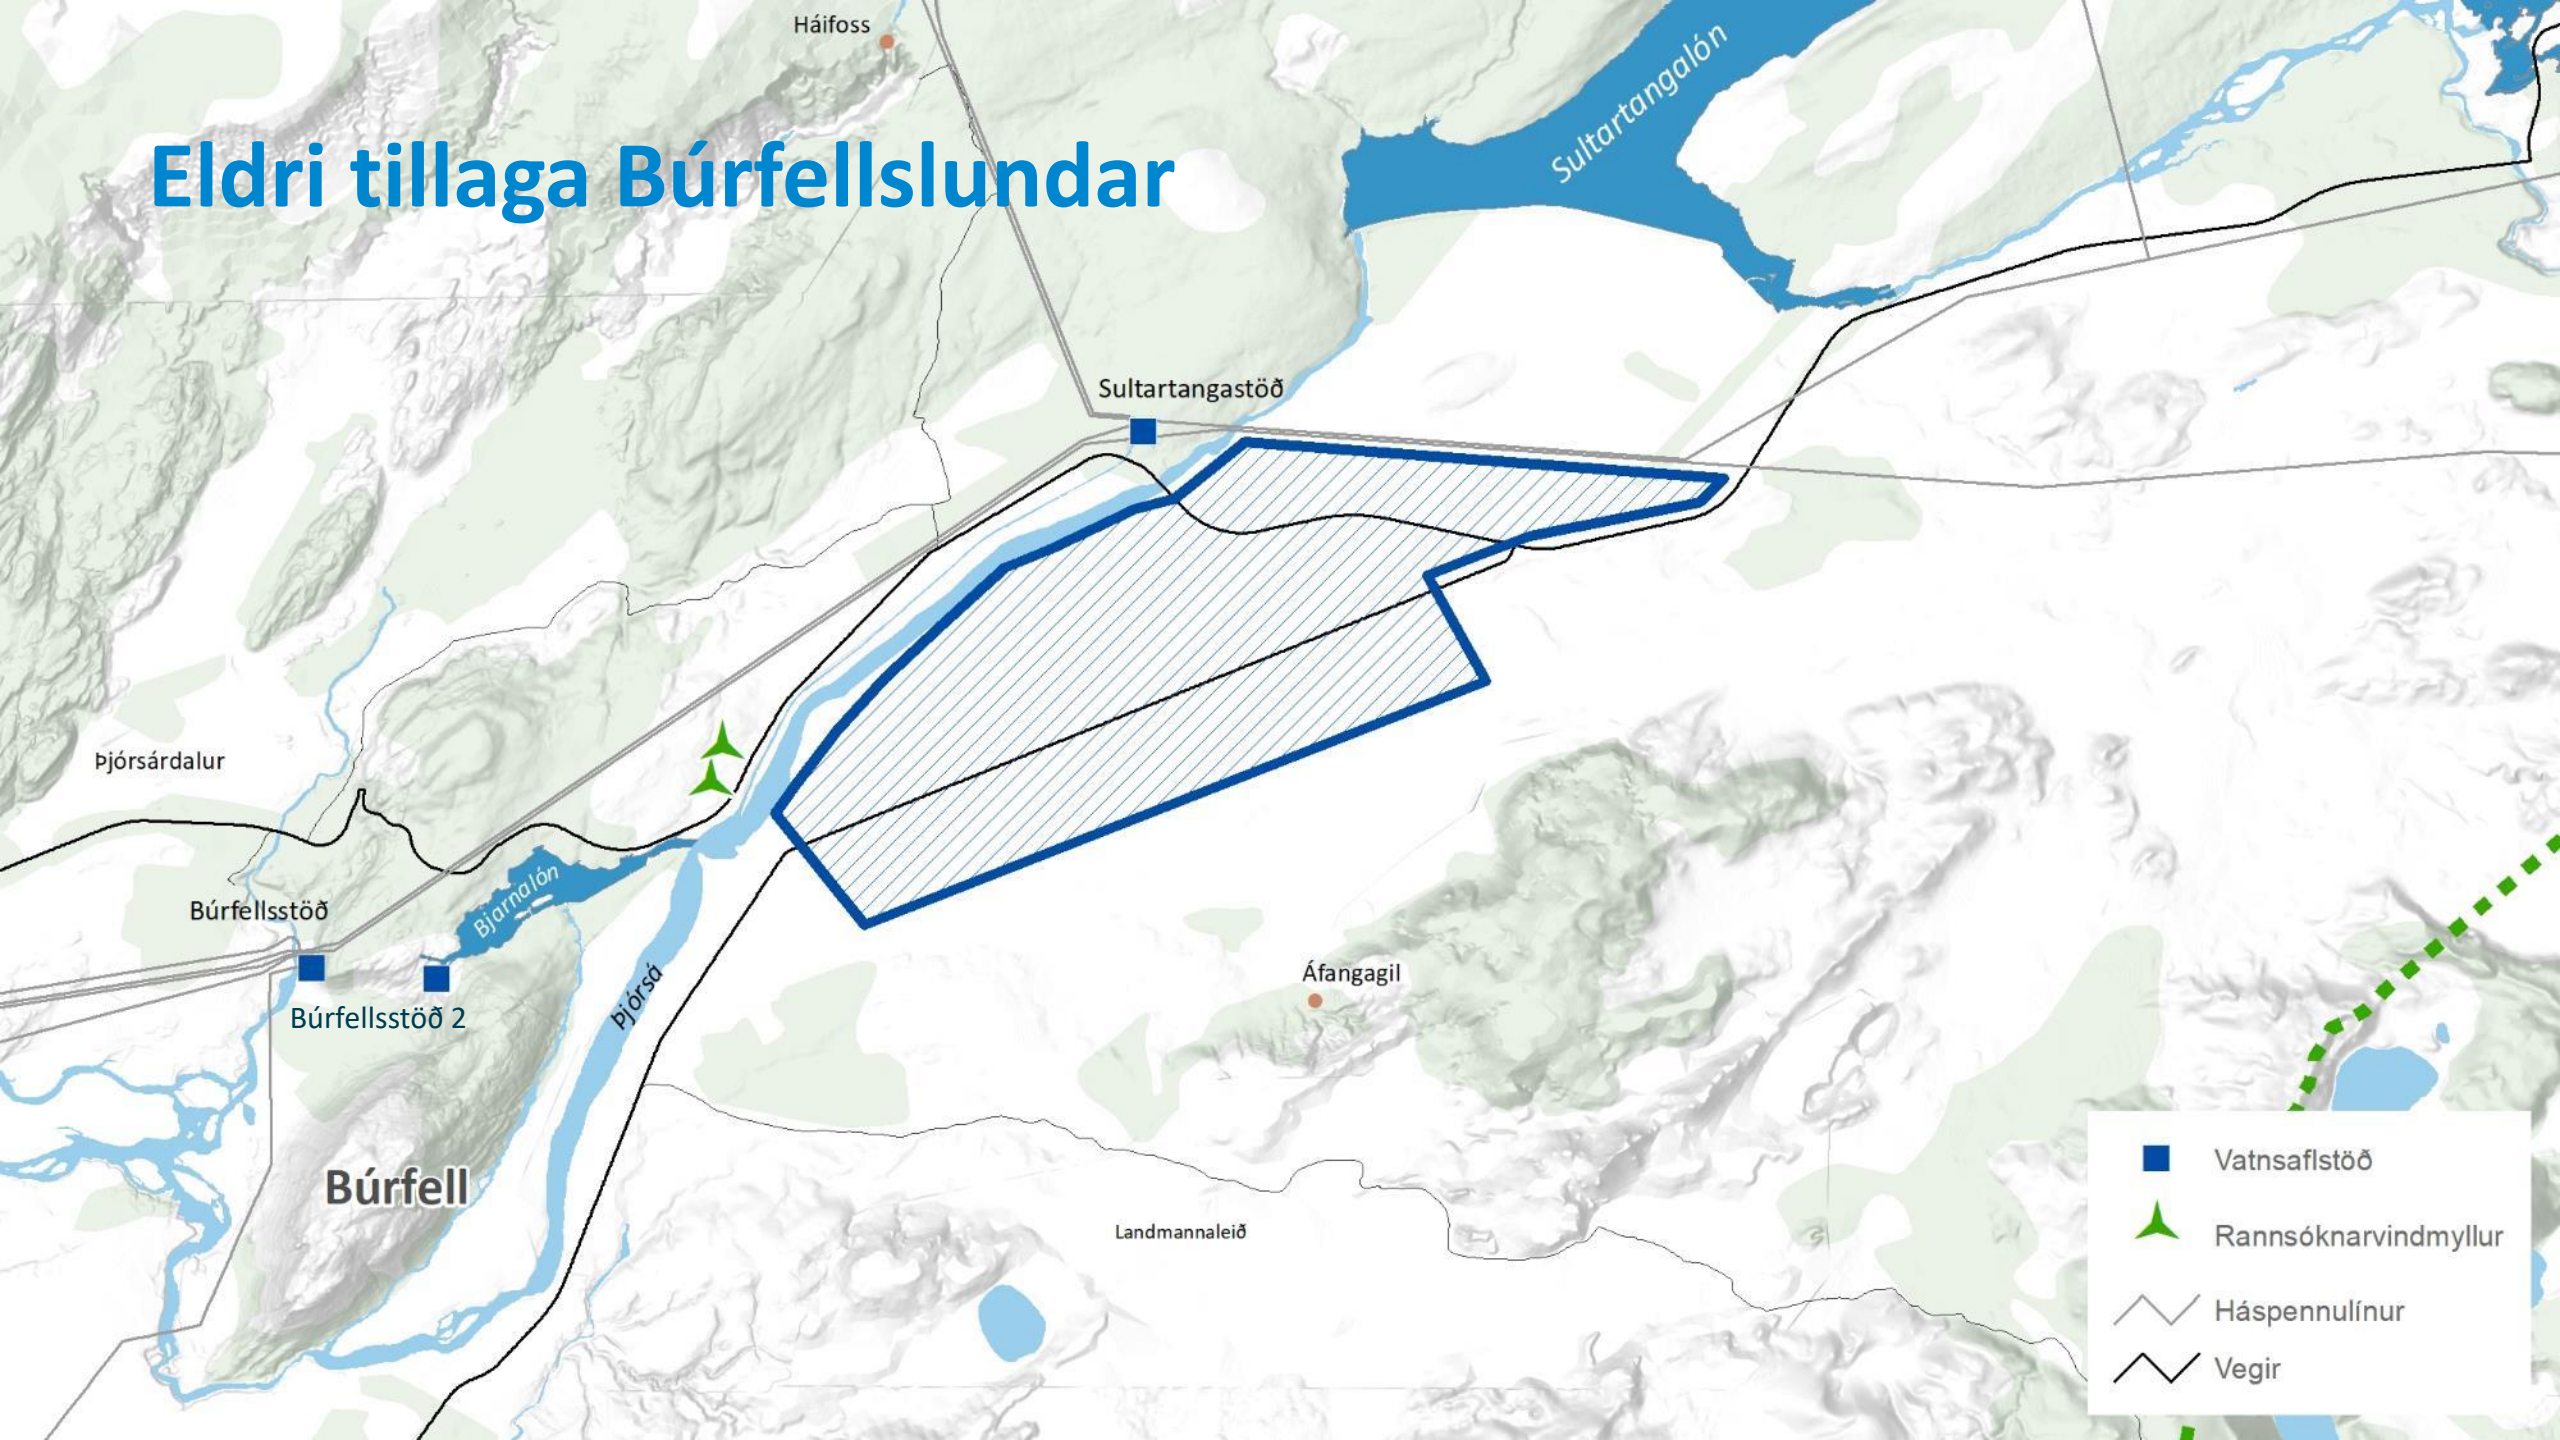 Háifoss
Sultartangalón
Eldri tillaga Búrfellslundar
Sultartangastöð
Þjórsárdalur
Bjarnalón
Búrfellsstöð
Áfangagil
Þjórsá
Búrfellsstöð 2
Búrfell
Landmannaleið
Vatnsaflstöð
Rannsóknarvindmyllur
Háspennulínur
Vegir